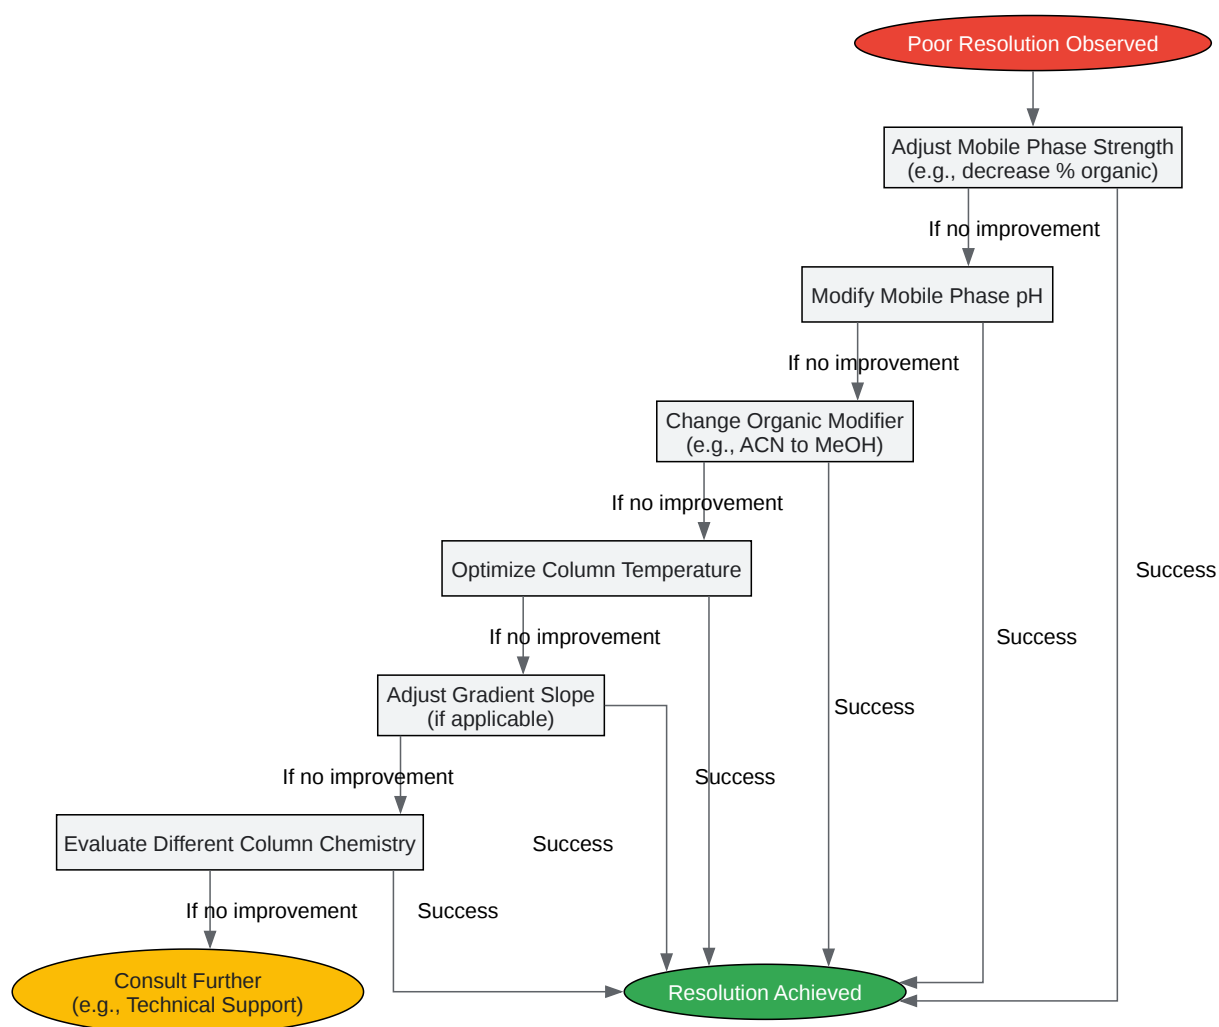 Poor Resolution Observed
Adjust Mobile Phase Strength
(e.g., decrease % organic)
If no improvement
Modify Mobile Phase pH
If no improvement
Change Organic Modifier
(e.g., ACN to MeOH)
If no improvement
Optimize Column Temperature
Success
If no improvement
Success
Adjust Gradient Slope
(if applicable)
Success
If no improvement
Success
Evaluate Different Column Chemistry
Success
If no improvement
Success
Consult Further
(e.g., Technical Support)
Resolution Achieved